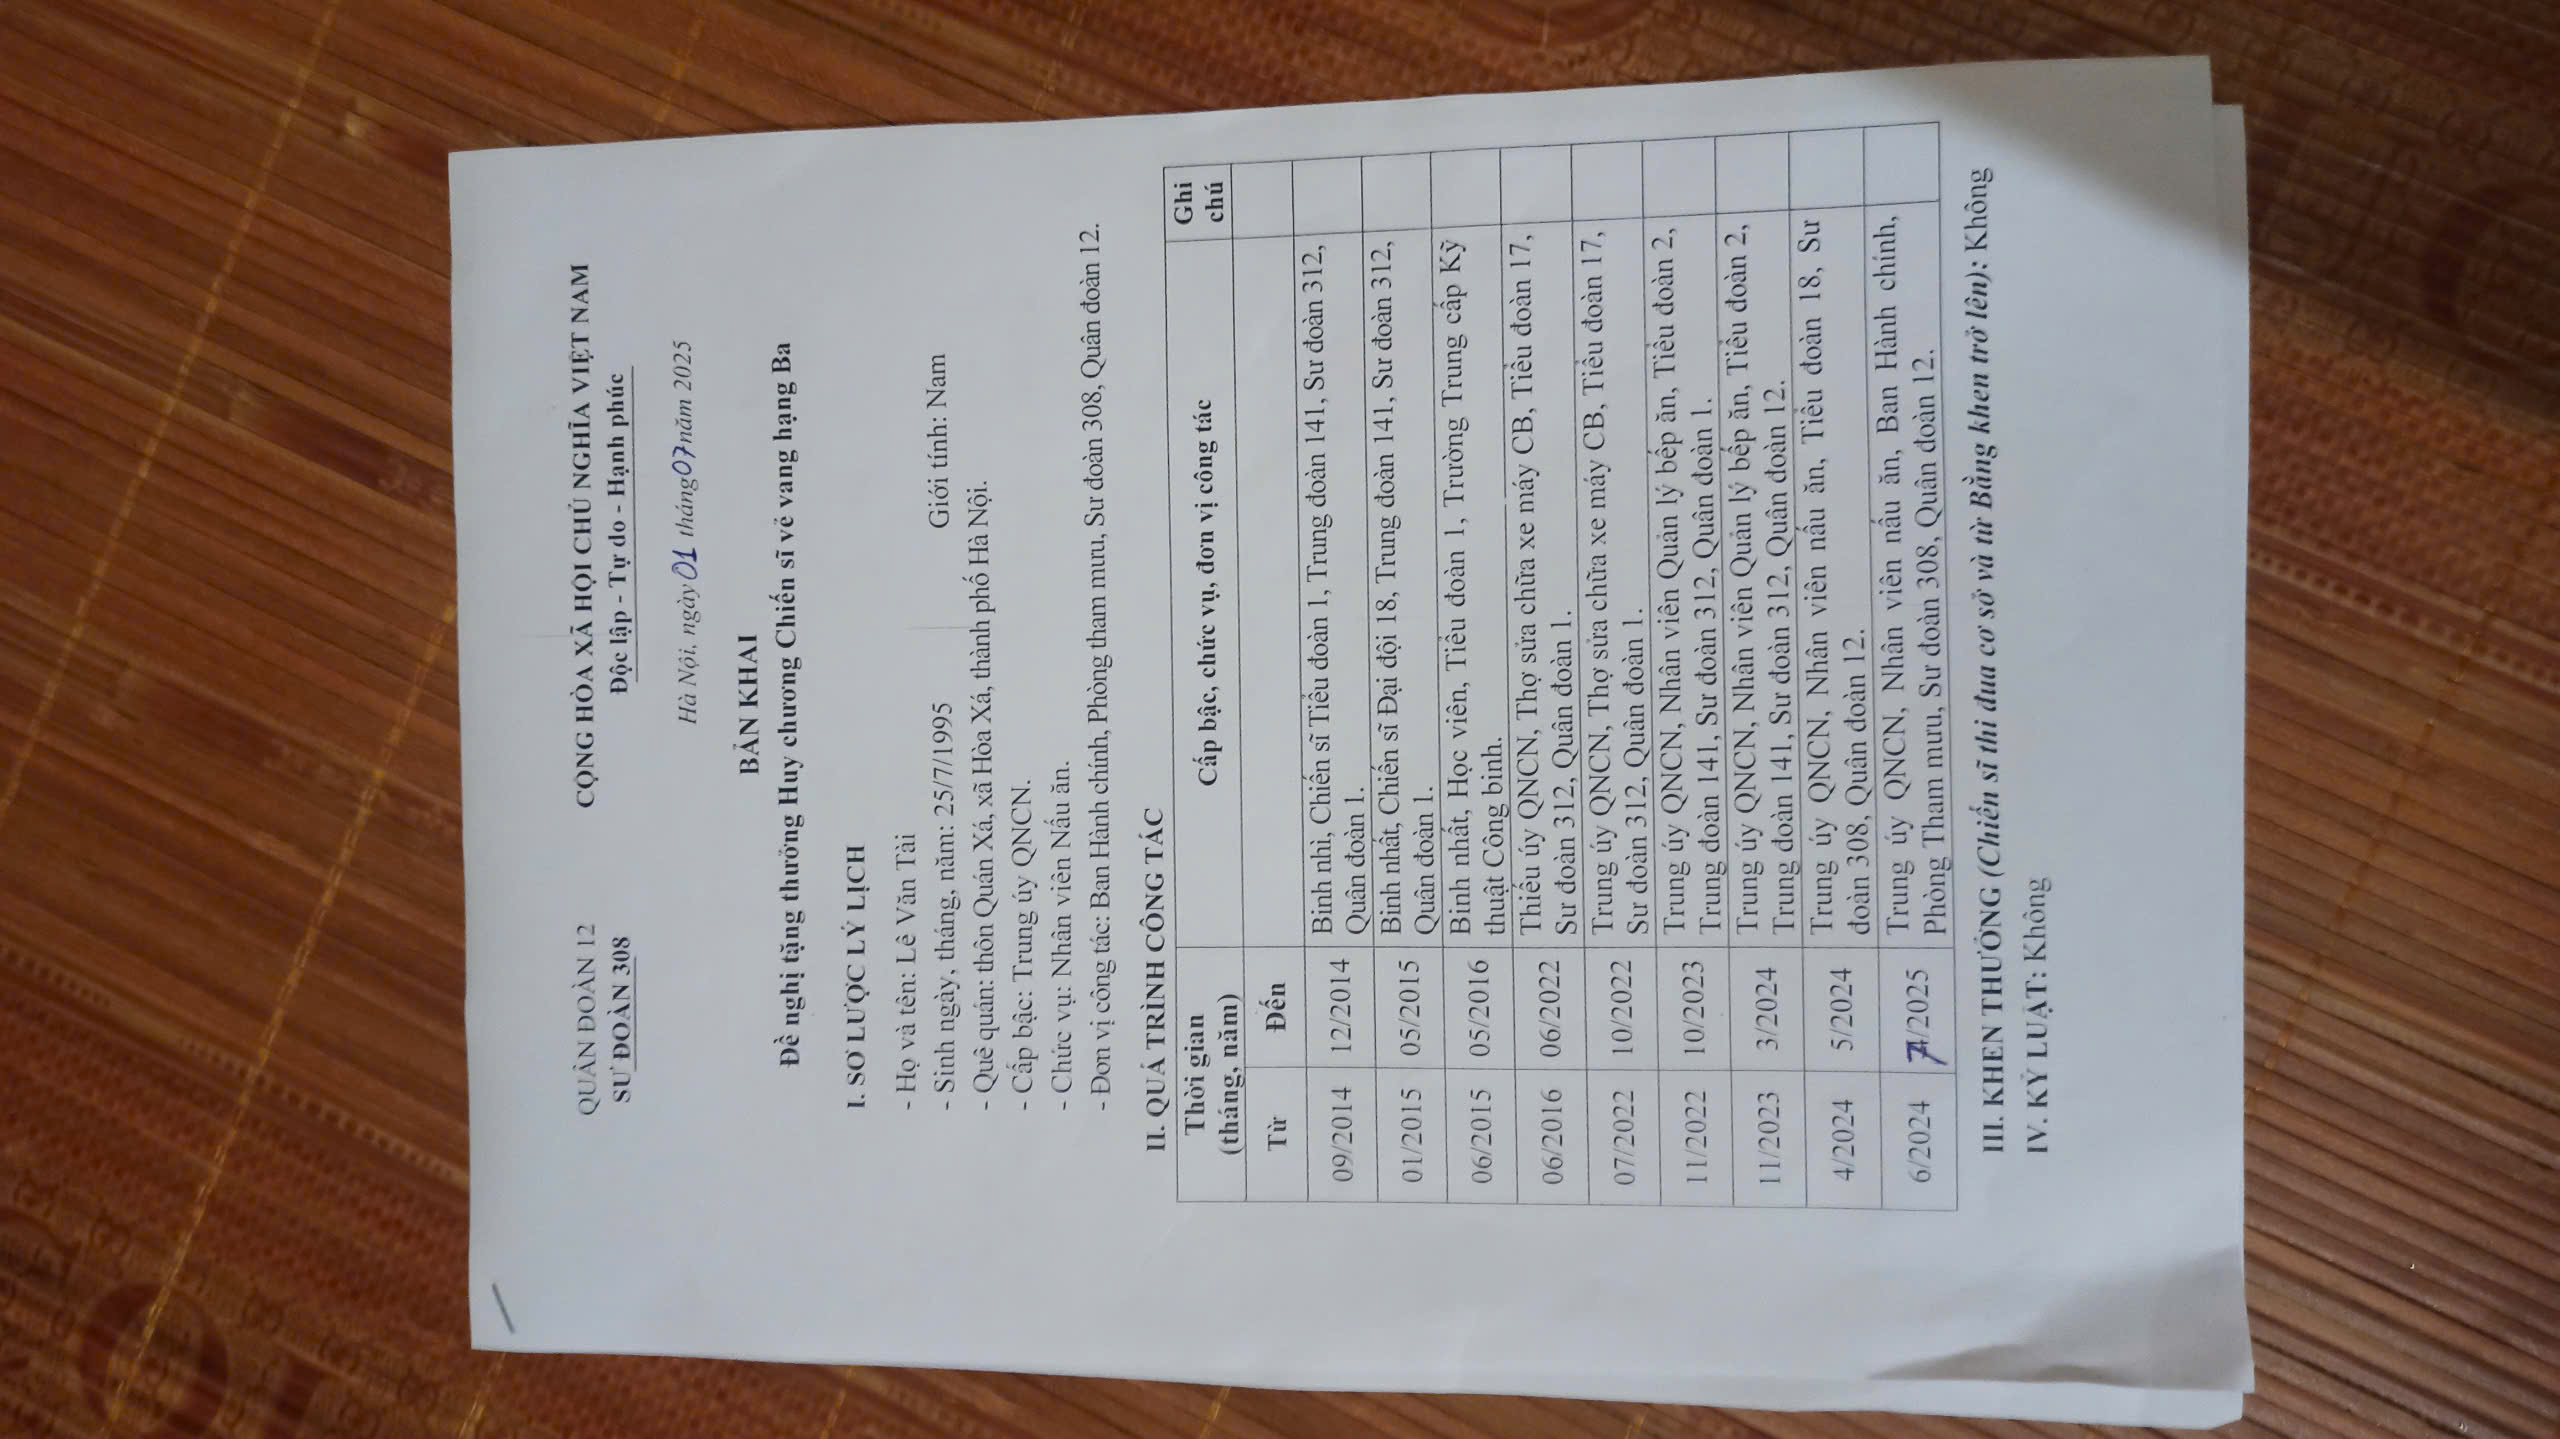 QUÂN ĐOÀN 12
SƯ ĐOÀN 308
CỘNG HÒA XÃ HỘI CHỦ NGHĨA VIỆT NAM
Độc lập - Tự do - Hạnh phúc
Hà Nội, ngày 01 tháng 07 năm 2025
BẢN KHAI
Đề nghị tặng thưởng Huy chương Chiến sĩ vẻ vang hạng Ba
I. SƠ LƯỢC LÝ LỊCH
- Họ và tên: Lê Văn Tài
- Sinh ngày, tháng, năm: 25/7/1995 Giới tính: Nam
- Quê quán: thôn Quán Xá, xã Hòa Xá, thành phố Hà Nội.
- Cấp bậc: Trung úy QNCN.
- Chức vụ: Nhân viên Nấu ăn.
- Đơn vị công tác: Ban Hành chính, Phòng tham mưu, Sư đoàn 308, Quân đoàn 12.
II. QUÁ TRÌNH CÔNG TÁC
Thời gian
(tháng, năm)
Cấp bậc, chức vụ, đơn vị công tác
Ghi
chú
Từ Đến
09/2014 12/2014 Binh nhì, Chiến sĩ Tiểu đoàn 1, Trung đoàn 141, Sư đoàn 312,
Quân đoàn 1.
01/2015 05/2015 Binh nhất, Chiến sĩ Đại đội 18, Trung đoàn 141, Sư đoàn 312,
Quân đoàn 1.
06/2015 05/2016 Binh nhất, Học viên, Tiểu đoàn 1, Trường Trung cấp Kỹ
thuật Công binh.
06/2016 06/2022 Thiếu úy QNCN, Thợ sửa chữa xe máy CB, Tiểu đoàn 17,
Sư đoàn 312, Quân đoàn 1.
07/2022 10/2022 Trung úy QNCN, Thợ sửa chữa xe máy CB, Tiểu đoàn 17,
Sư đoàn 312, Quân đoàn 1.
11/2022 10/2023 Trung úy QNCN, Nhân viên Quản lý bếp ăn, Tiểu đoàn 2,
Trung đoàn 141, Sư đoàn 312, Quân đoàn 1.
11/2023 3/2024 Trung úy QNCN, Nhân viên Quản lý bếp ăn, Tiểu đoàn 2,
Trung đoàn 141, Sư đoàn 312, Quân đoàn 12.
4/2024 5/2024 Trung úy QNCN, Nhân viên nấu ăn, Tiểu đoàn 18, Sư
đoàn 308, Quân đoàn 12.
6/2024 7/2025 Trung úy QNCN, Nhân viên nấu ăn, Ban Hành chính,
Phòng Tham mưu, Sư đoàn 308, Quân đoàn 12.
III. KHEN THƯỞNG (Chiến sĩ thi đua cơ sở và từ Bằng khen trở lên): Không
IV. KỶ LUẬT: Không